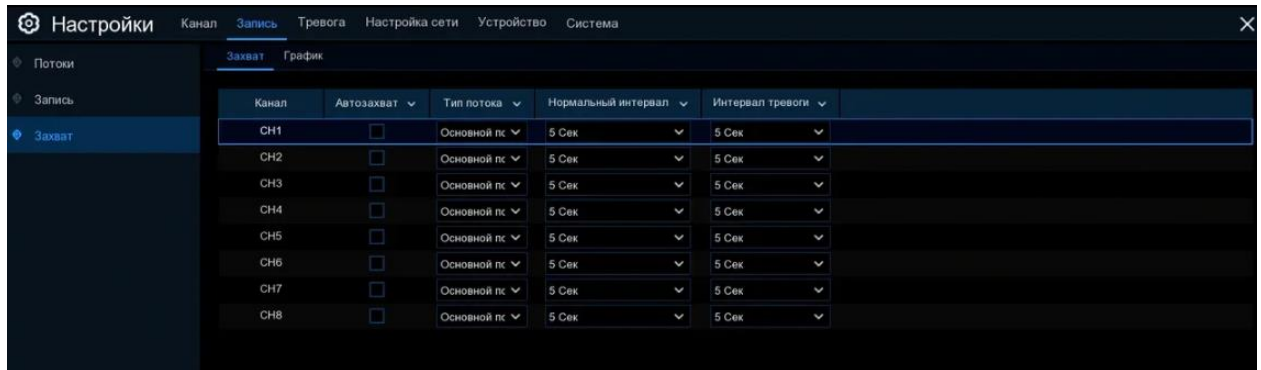 Настройки Канал Запись Тревога Настройка сети Устройство Система
Потоки
Запись
Захват
Захват График
Канал Автозахват Тип потока Нормальный интервал Интервал тревоги
CH1 Основной пс 5 Сек 5 Сек
CH2 Основной пс 5 Сек 5 Сек
CH3 Основной пс 5 Сек 5 Сек
CH4 Основной пс 5 Сек 5 Сек
CH5 Основной пс 5 Сек 5 Сек
CH6 Основной пс 5 Сек 5 Сек
CH7 Основной пс 5 Сек 5 Сек
CH8 Основной пс 5 Сек 5 Сек